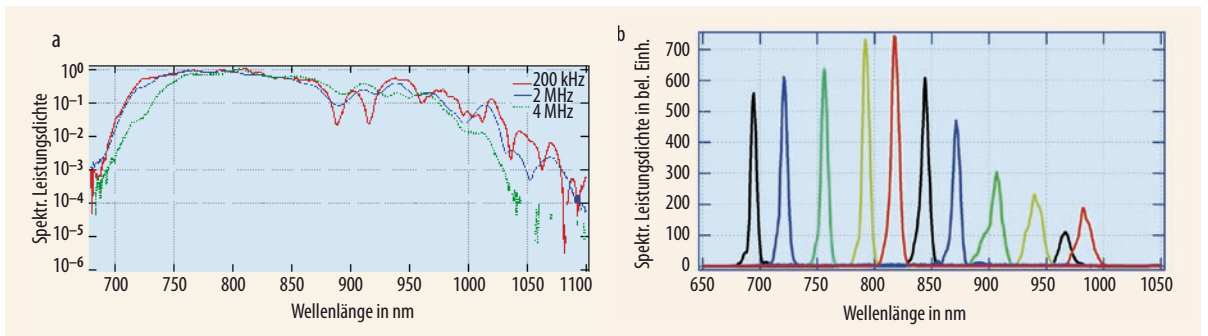 a
Spektr. Leistungsdichte
10⁰
10⁻¹
10⁻²
10⁻³
10⁻⁴
10⁻⁵
10⁻⁶
200 kHz
2 MHz
4 MHz
700 750 800 850 900 950 1000 1050 1100
Wellenlänge in nm
b
Spektr. Leistungsdichte in bel. Einh.
700
600
500
400
300
200
100
0
650 700 750 800 850 900 950 1000 1050
Wellenlänge in nm